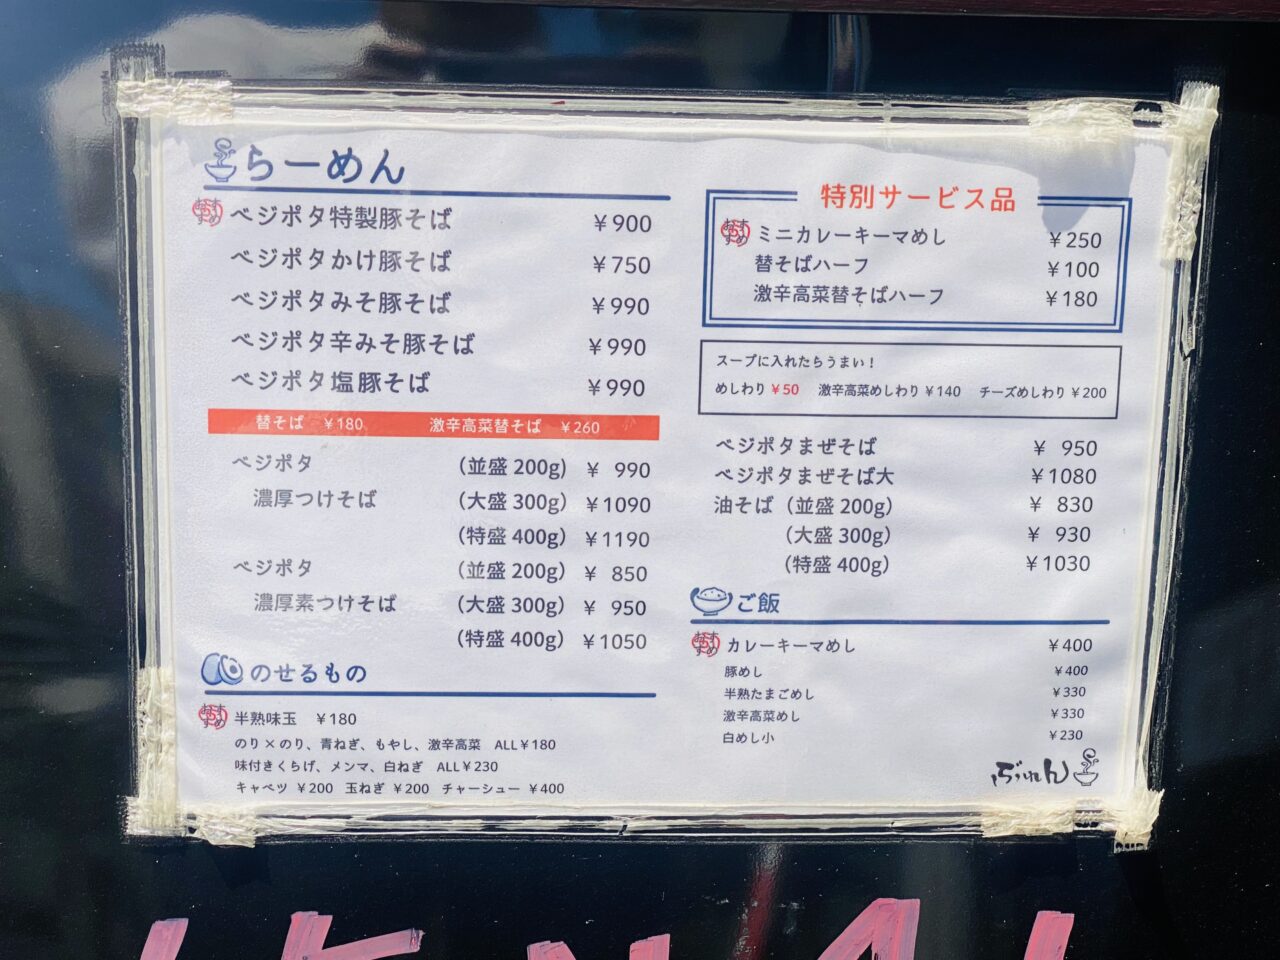 らーめん
おすすめ ベジポタ特製豚そば ¥900
ベジポタかけ豚そば ¥750
ベジポタみそ豚そば ¥990
ベジポタ辛みそ豚そば ¥990
ベジポタ塩豚そば ¥990
替そば ¥180 激辛高菜替そば ¥260
ベジポタ (並盛 200g) ¥ 990
濃厚つけそば (大盛 300g) ¥1090
(特盛 400g) ¥1190
ベジポタ (並盛 200g) ¥ 850
濃厚素つけそば (大盛 300g) ¥ 950
(特盛 400g) ¥1050
のせるもの
おすすめ 半熟味玉 ¥180
のり×のり、青ねぎ、もやし、激辛高菜 ALL¥180
味付きくらげ、メンマ、白ねぎ ALL¥230
キャベツ ¥200 玉ねぎ ¥200 チャーシュー ¥400
特別サービス品
おすすめ ミニカレーキーマめし ¥250
替そばハーフ ¥100
激辛高菜替そばハーフ ¥180
スープに入れたらうまい！
めしわり ¥50 激辛高菜めしわり ¥140 チーズめしわり ¥200
ベジポタまぜそば ¥ 950
ベジポタまぜそば大 ¥1080
油そば (並盛 200g) ¥ 830
(大盛 300g) ¥ 930
(特盛 400g) ¥1030
ご飯
おすすめ カレーキーマめし ¥400
豚めし ¥400
半熟たまごめし ¥330
激辛高菜めし ¥330
白めし小 ¥230